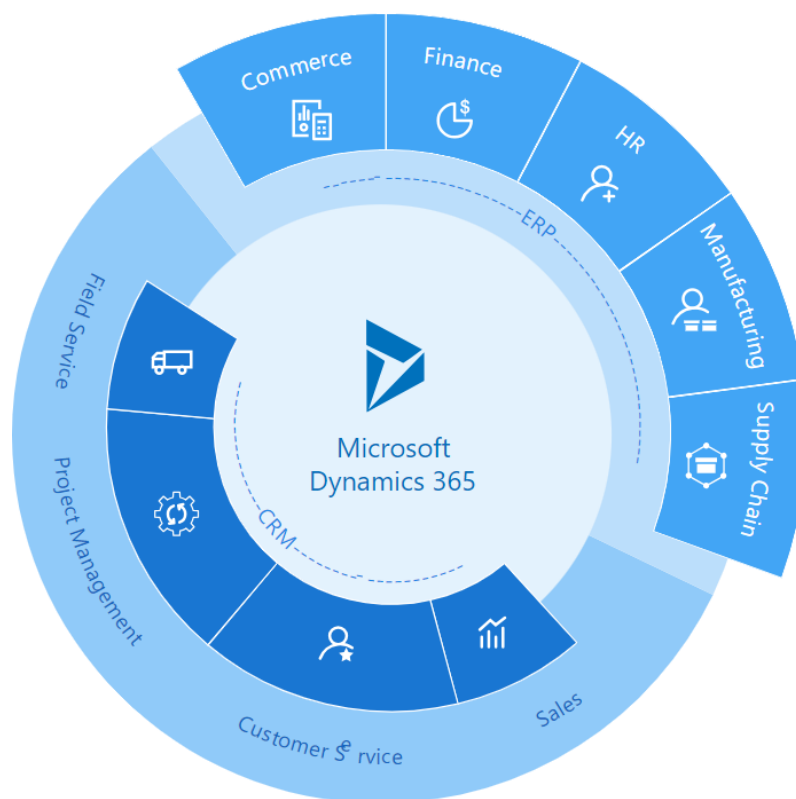 Commerce
Finance
$
HR
Manufacturing
Supply Chain
ERP
Microsoft
Dynamics 365
CRM
Field Service
Project Management
Customer Service
Sales